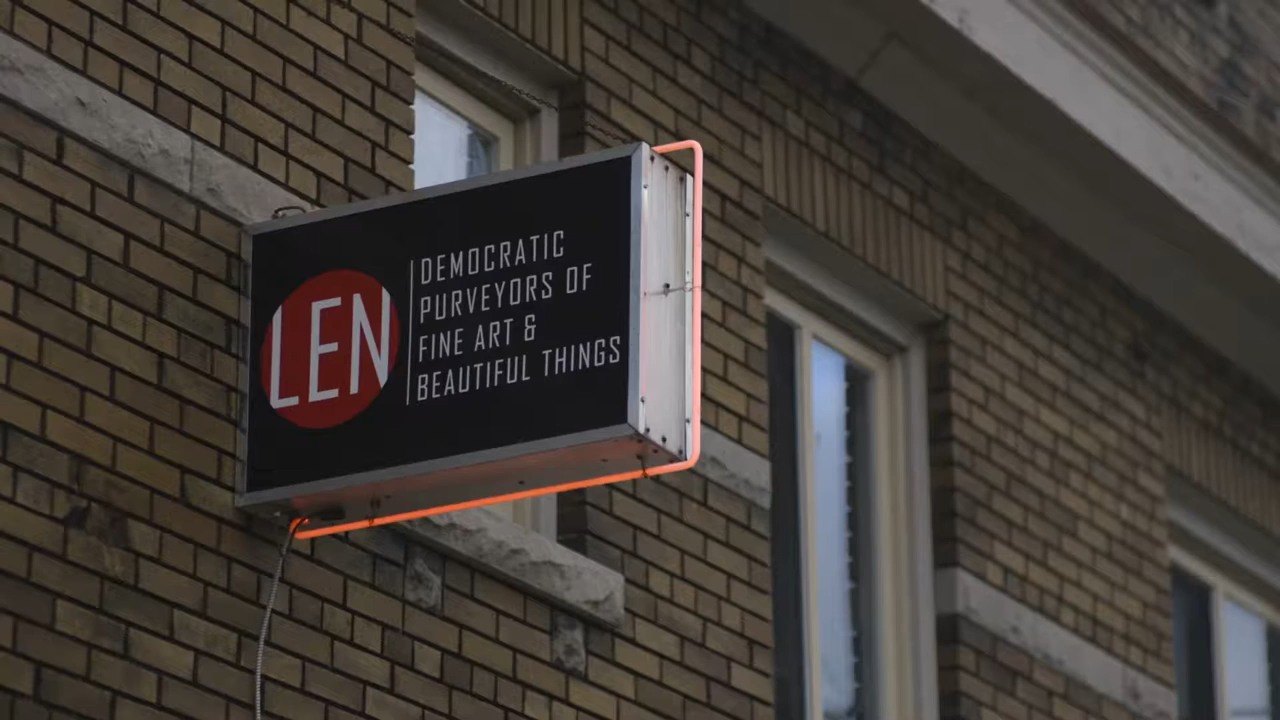 LEN
DEMOCRATIC
PURVEYORS OF
FINE ART &
BEAUTIFUL THINGS